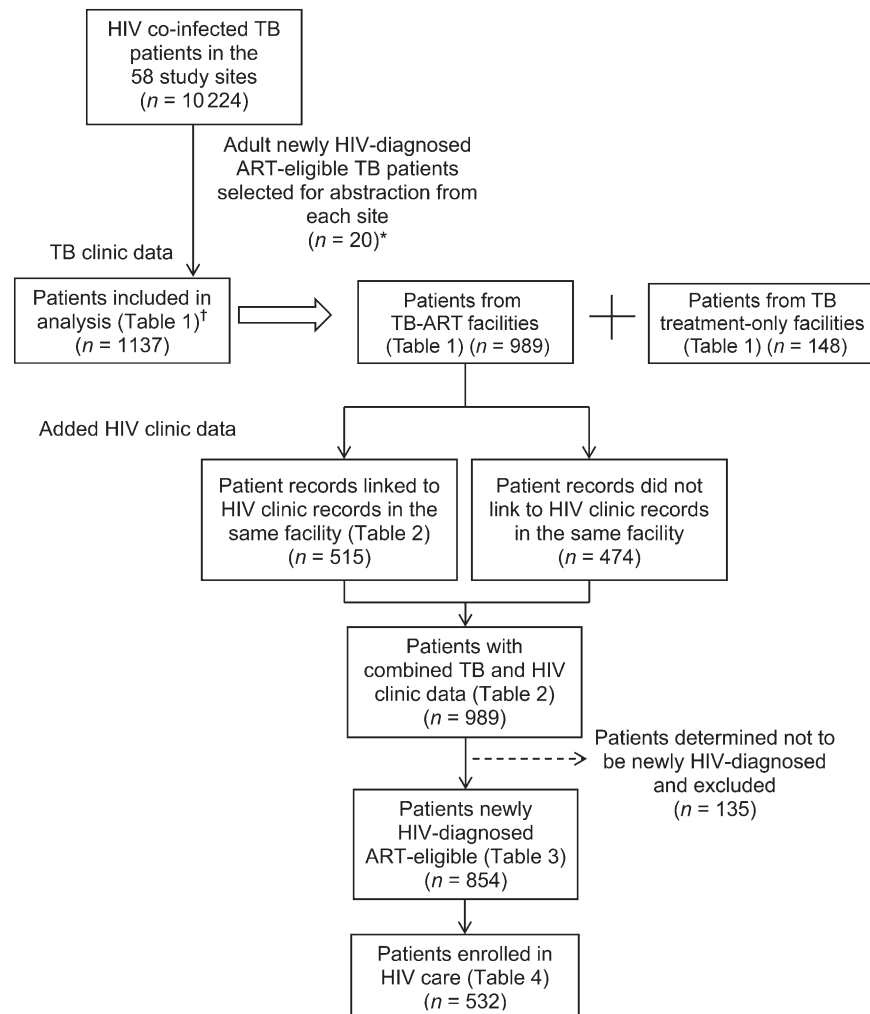 HIV co-infected TB
patients in the
58 study sites
(n = 10 224)
Adult newly HIV-diagnosed
ART-eligible TB patients
selected for abstraction from
each site
(n = 20)*
TB clinic data
Patients included in
analysis (Table 1)†
(n = 1137)
Patients from
TB-ART facilities
(Table 1) (n = 989)
Patients from TB
treatment-only facilities
(Table 1) (n = 148)
Added HIV clinic data
Patient records linked to
HIV clinic records in the
same facility (Table 2)
(n = 515)
Patient records did not
link to HIV clinic records
in the same facility
(n = 474)
Patients with
combined TB and HIV
clinic data (Table 2)
(n = 989)
Patients determined not to
be newly HIV-diagnosed
and excluded
(n = 135)
Patients newly
HIV-diagnosed
ART-eligible (Table 3)
(n = 854)
Patients enrolled in
HIV care (Table 4)
(n = 532)